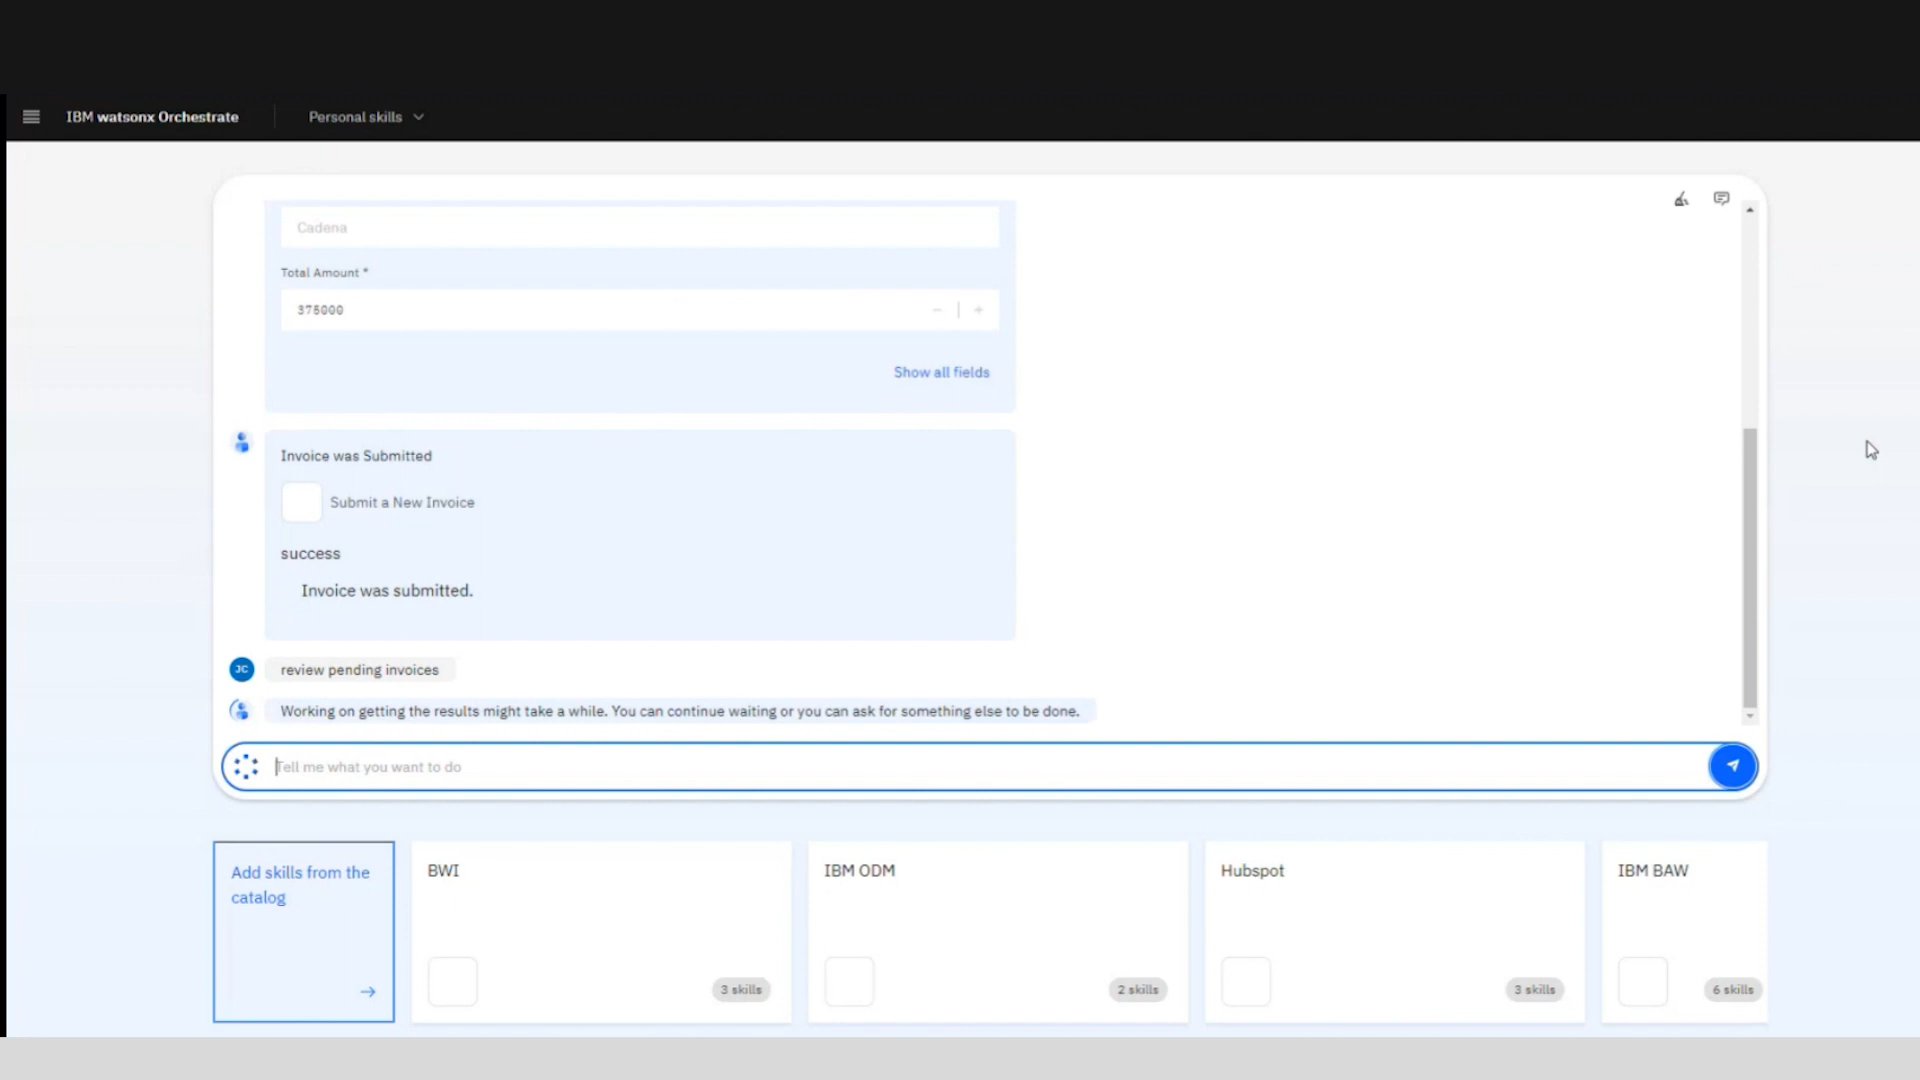 IBM watsonx Orchestrate
Personal skills
Cadena
Total Amount *
375000
Show all fields
Invoice was Submitted
Submit a New Invoice
success
Invoice was submitted.
JC
review pending invoices
Working on getting the results might take a while. You can continue waiting or you can ask for something else to be done.
Tell me what you want to do
Add skills from the
catalog
BWI
3 skills
IBM ODM
2 skills
Hubspot
3 skills
IBM BAW
6 skills